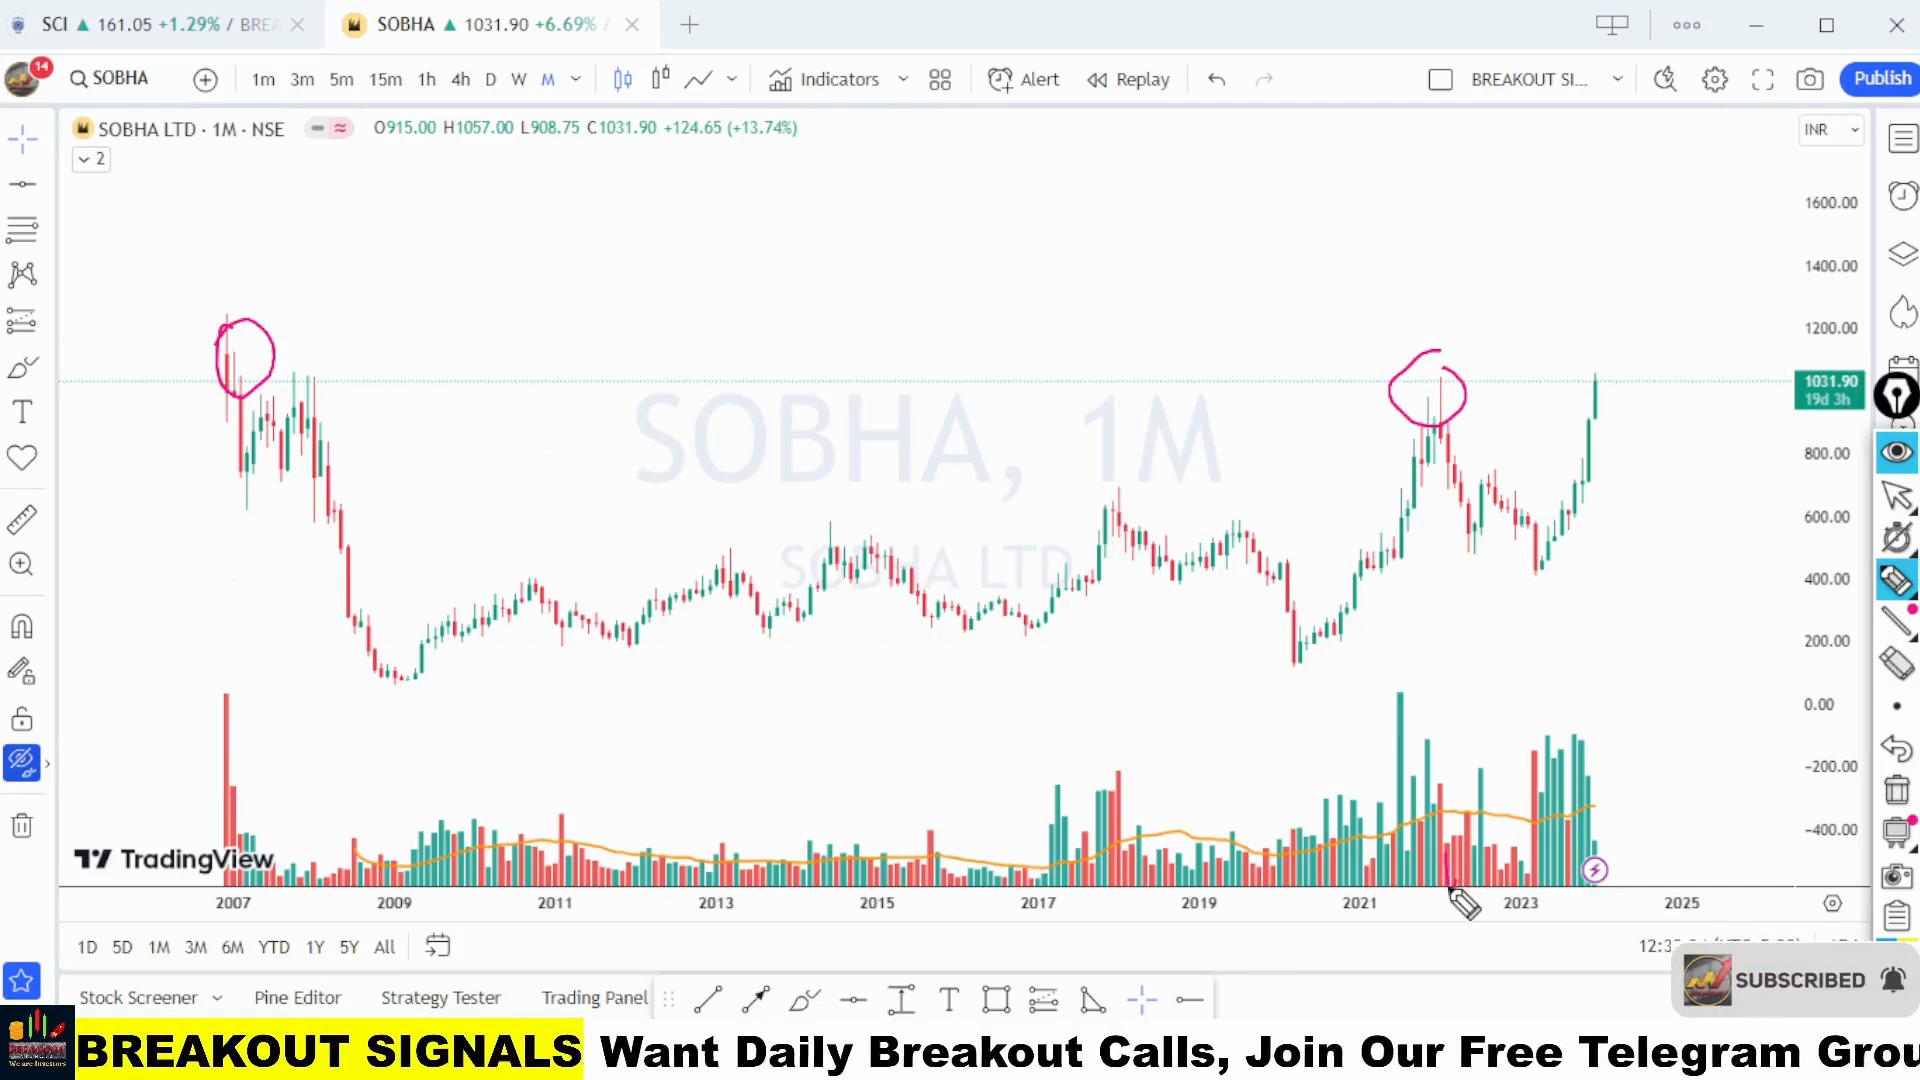 SCI ▲ 161.05 +1.29% / BREA
SOBHA ▲ 1031.90 +6.69% /
14
SOBHA
1m 3m 5m 15m 1h 4h D W M
Indicators
Alert
Replay
BREAKOUT SI...
Publish
SOBHA LTD · 1M · NSE
O915.00 H1057.00 L908.75 C1031.90 +124.65 (+13.74%)
INR
2
1600.00
1400.00
1200.00
1031.90
19d 3h
800.00
600.00
400.00
200.00
0.00
−200.00
−400.00
SOBHA, 1M
SOBHA LTD
TradingView
2007 2009 2011 2013 2015 2017 2019 2021 2023 2025
1D 5D 1M 3M 6M YTD 1Y 5Y All
SUBSCRIBED
Stock Screener
Pine Editor
Strategy Tester
Trading Panel
BREAKOUT SIGNALS Want Daily Breakout Calls, Join Our Free Telegram Grou